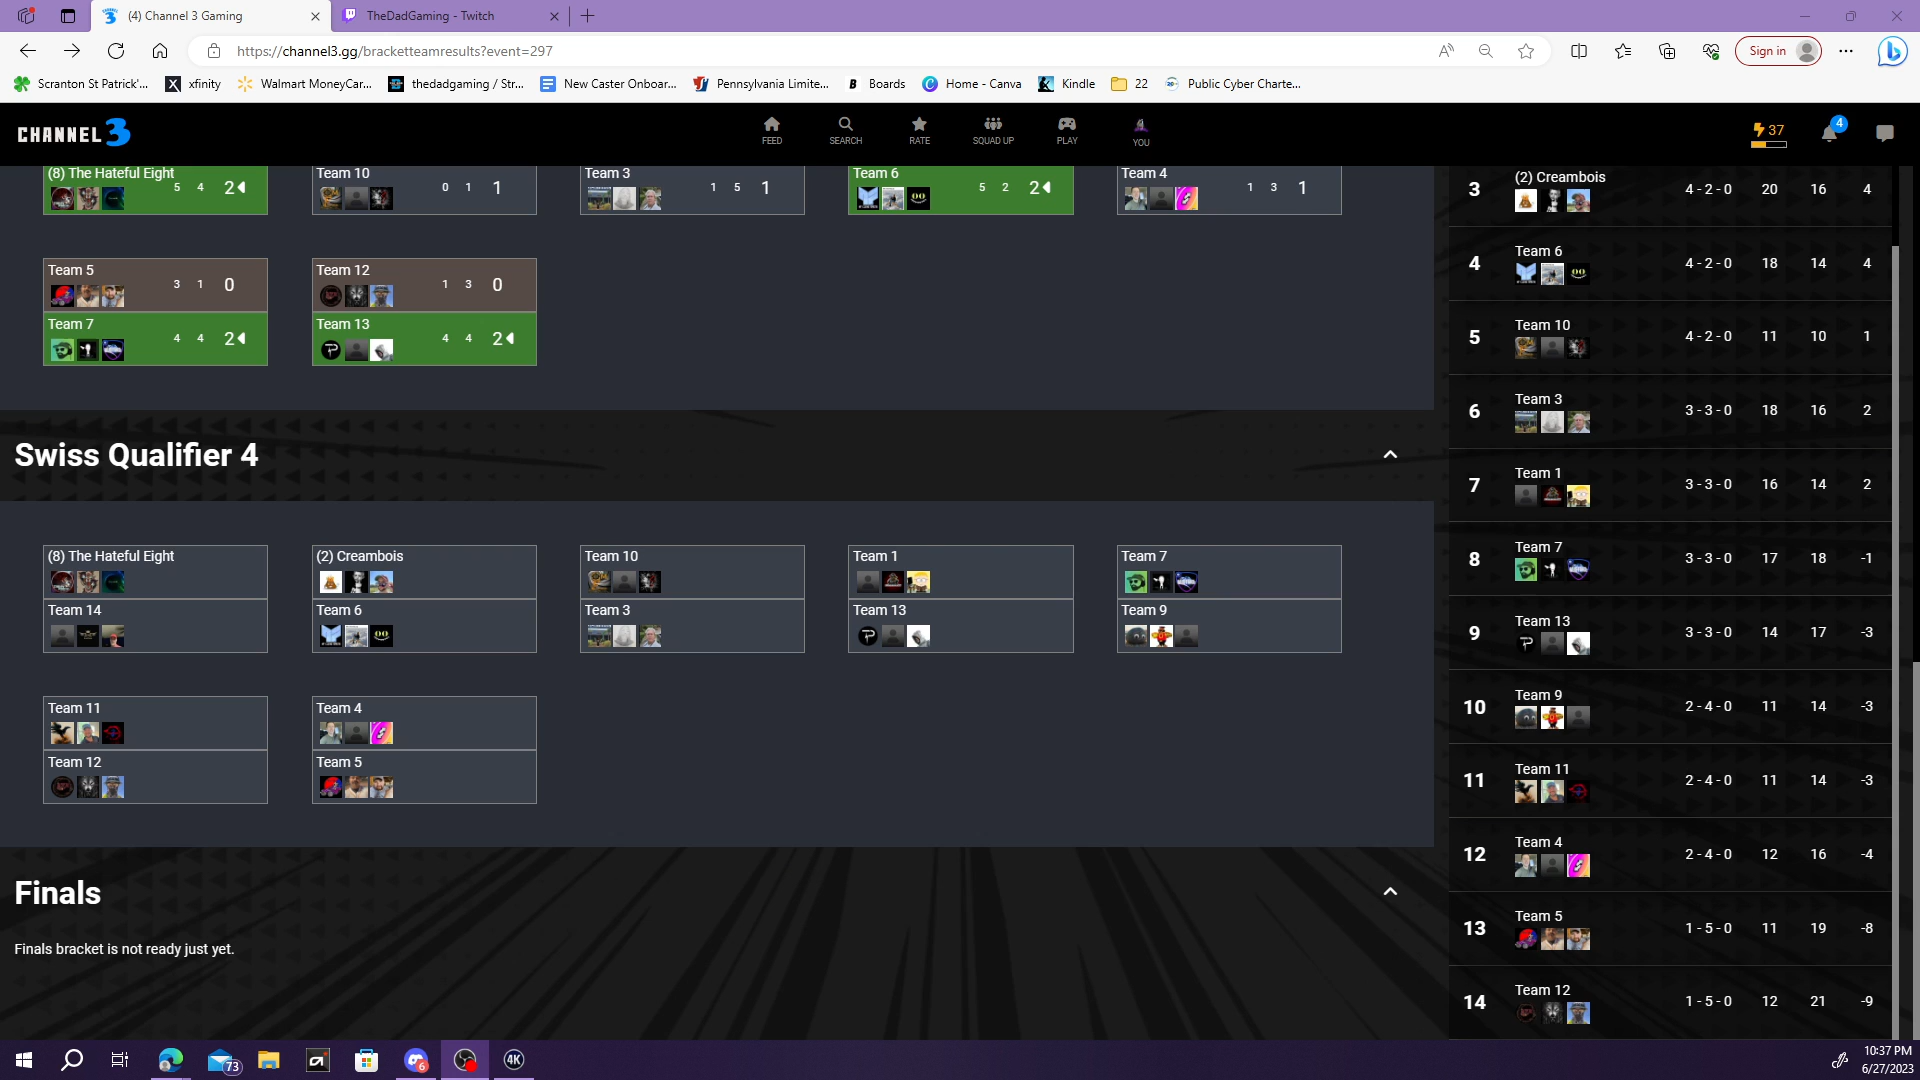 (4) Channel 3 Gaming
TheDadGaming - Twitch
https://channel3.gg/bracketteamresults?event=297
Sign in
Scranton St Patrick'...
xfinity
Walmart MoneyCar...
thedadgaming / Str...
New Caster Onboar...
Pennsylvania Limite...
Boards
Home - Canva
Kindle
22
Public Cyber Charte...
CHANNEL 3
FEED
SEARCH
RATE
SQUAD UP
PLAY
YOU
37
4
(8) The Hateful Eight 5 4 2
Team 10 0 1 1
Team 3 1 5 1
Team 6 5 2 2
Team 4 1 3 1
Team 5 3 1 0
Team 7 4 4 2
Team 12 1 3 0
Team 13 4 4 2
Swiss Qualifier 4
(8) The Hateful Eight
Team 14
(2) Creambois
Team 6
Team 10
Team 3
Team 1
Team 13
Team 7
Team 9
Team 11
Team 12
Team 4
Team 5
Finals
Finals bracket is not ready just yet.
3 (2) Creambois 4 - 2 - 0 20 16 4
4 Team 6 4 - 2 - 0 18 14 4
5 Team 10 4 - 2 - 0 11 10 1
6 Team 3 3 - 3 - 0 18 16 2
7 Team 1 3 - 3 - 0 16 14 2
8 Team 7 3 - 3 - 0 17 18 -1
9 Team 13 3 - 3 - 0 14 17 -3
10 Team 9 2 - 4 - 0 11 14 -3
11 Team 11 2 - 4 - 0 11 14 -3
12 Team 4 2 - 4 - 0 12 16 -4
13 Team 5 1 - 5 - 0 11 19 -8
14 Team 12 1 - 5 - 0 12 21 -9
73
6
4K
10:37 PM
6/27/2023